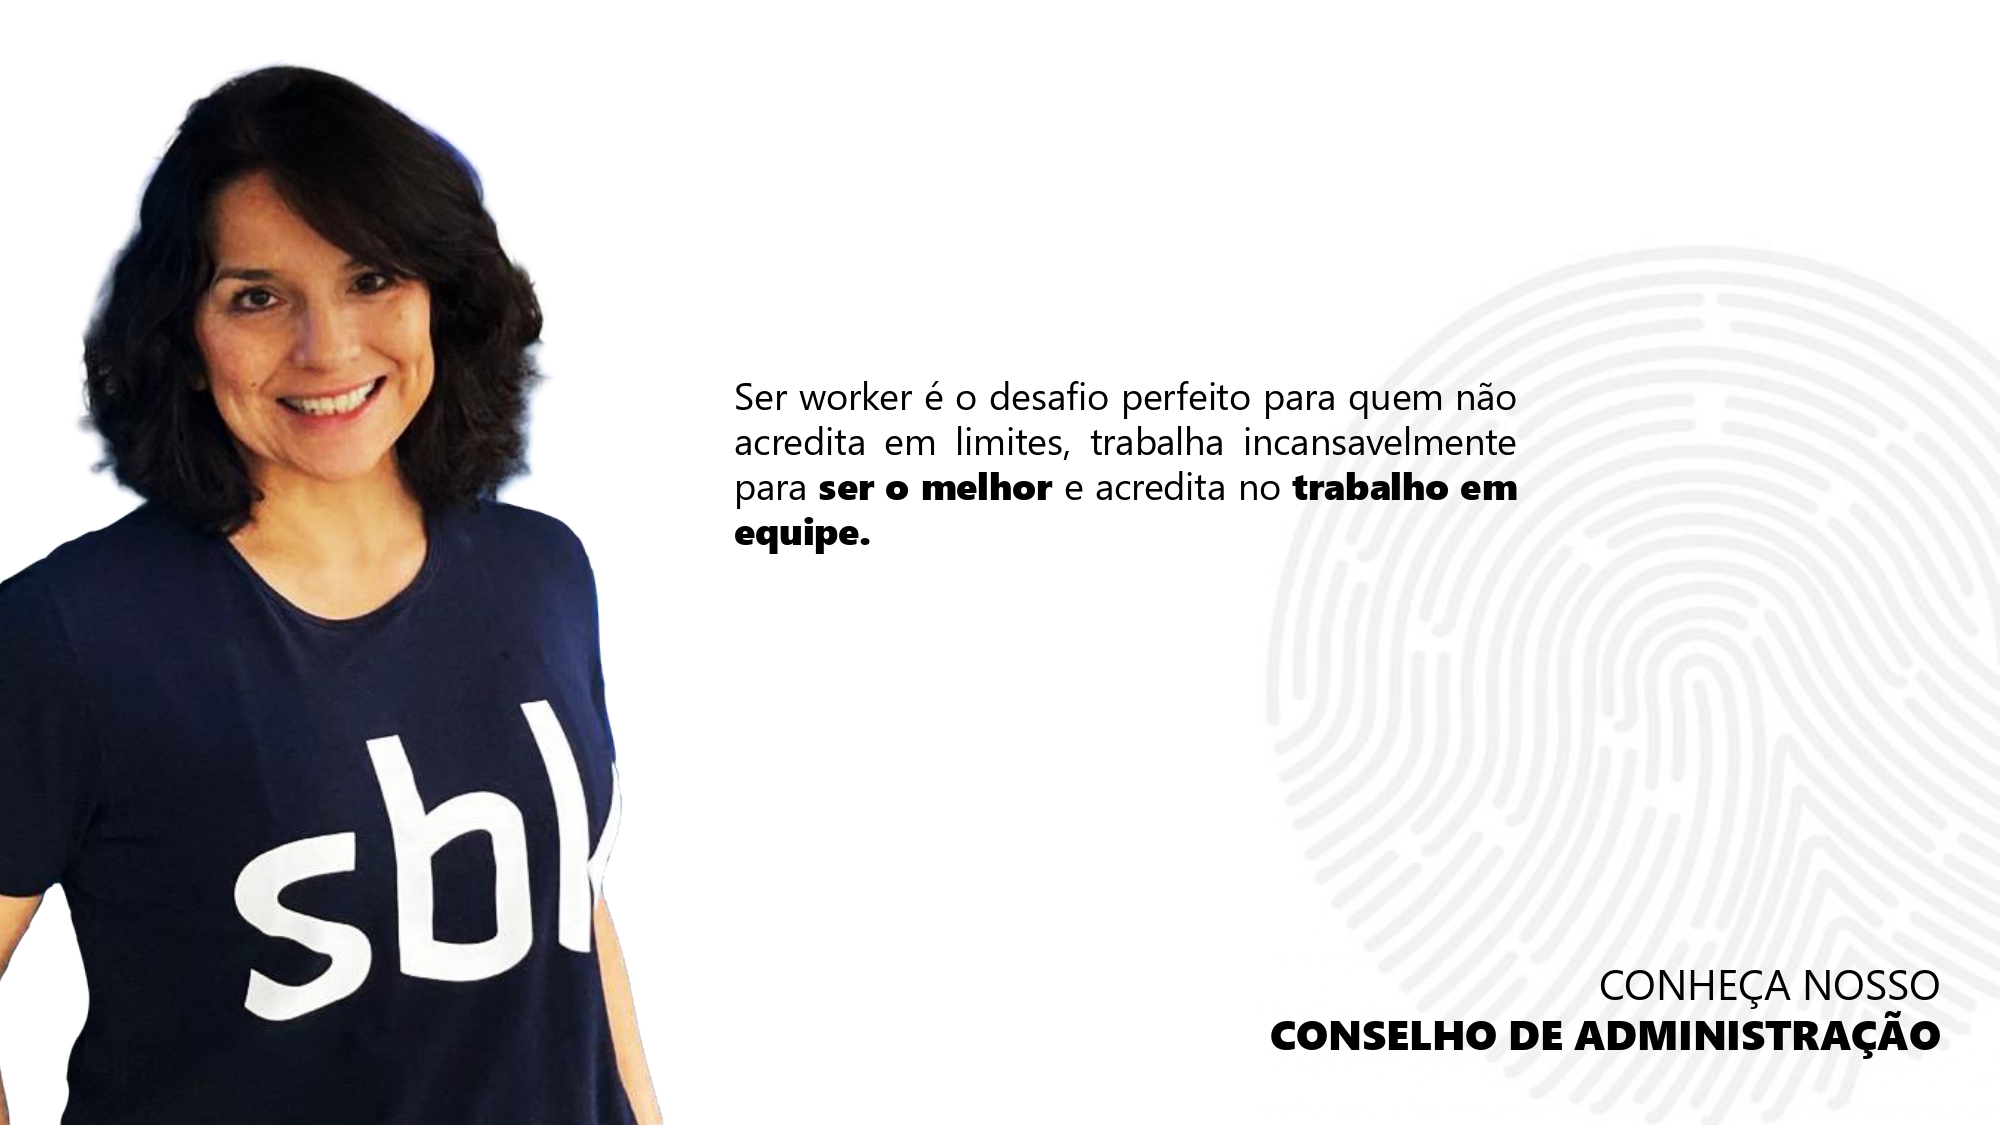 Ser worker é o desafio perfeito para quem não
acredita em limites, trabalha incansavelmente
para ser o melhor e acredita no trabalho em
equipe.
sbk
CONHEÇA NOSSO
CONSELHO DE ADMINISTRAÇÃO